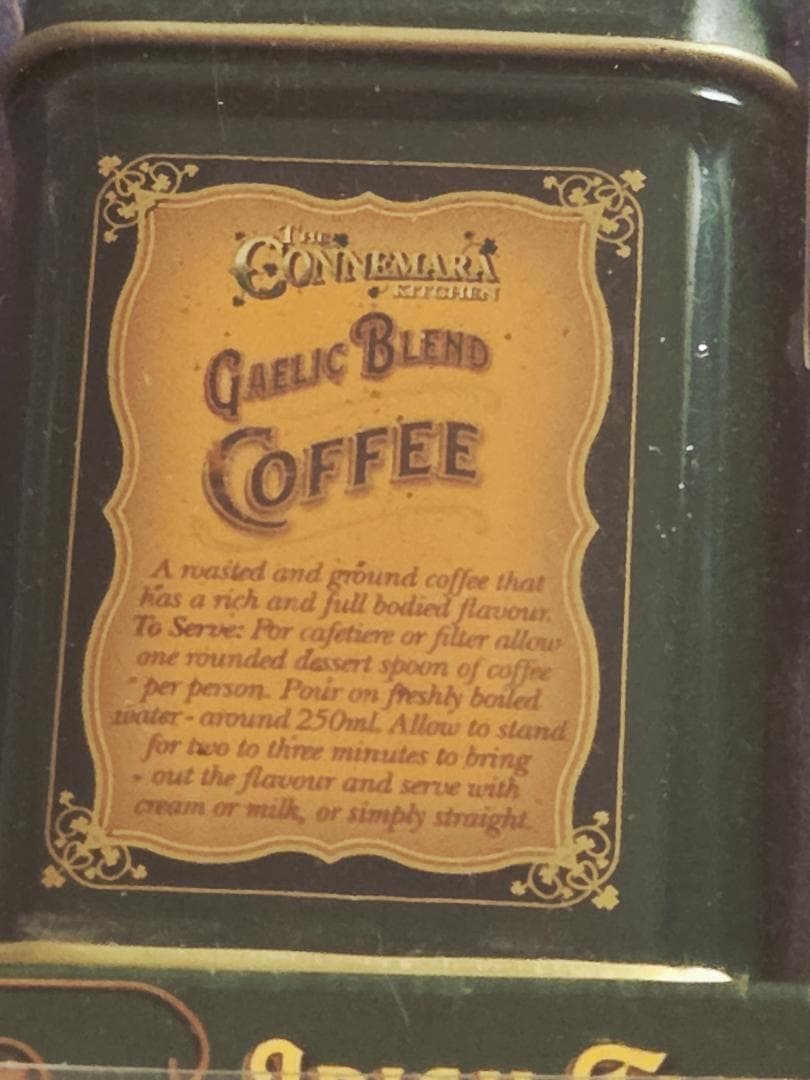 THE
CONNEMARA
KITCHEN
GAELIC BLEND
COFFEE
A roasted and ground coffee that
has a rich and full bodied flavour.
To Serve: For cafetiere or filter allow
one rounded dessert spoon of coffee
per person. Pour on freshly boiled
water - around 250ml. Allow to stand
for two to three minutes to bring
out the flavour and serve with
cream or milk, or simply straight.
IRISH